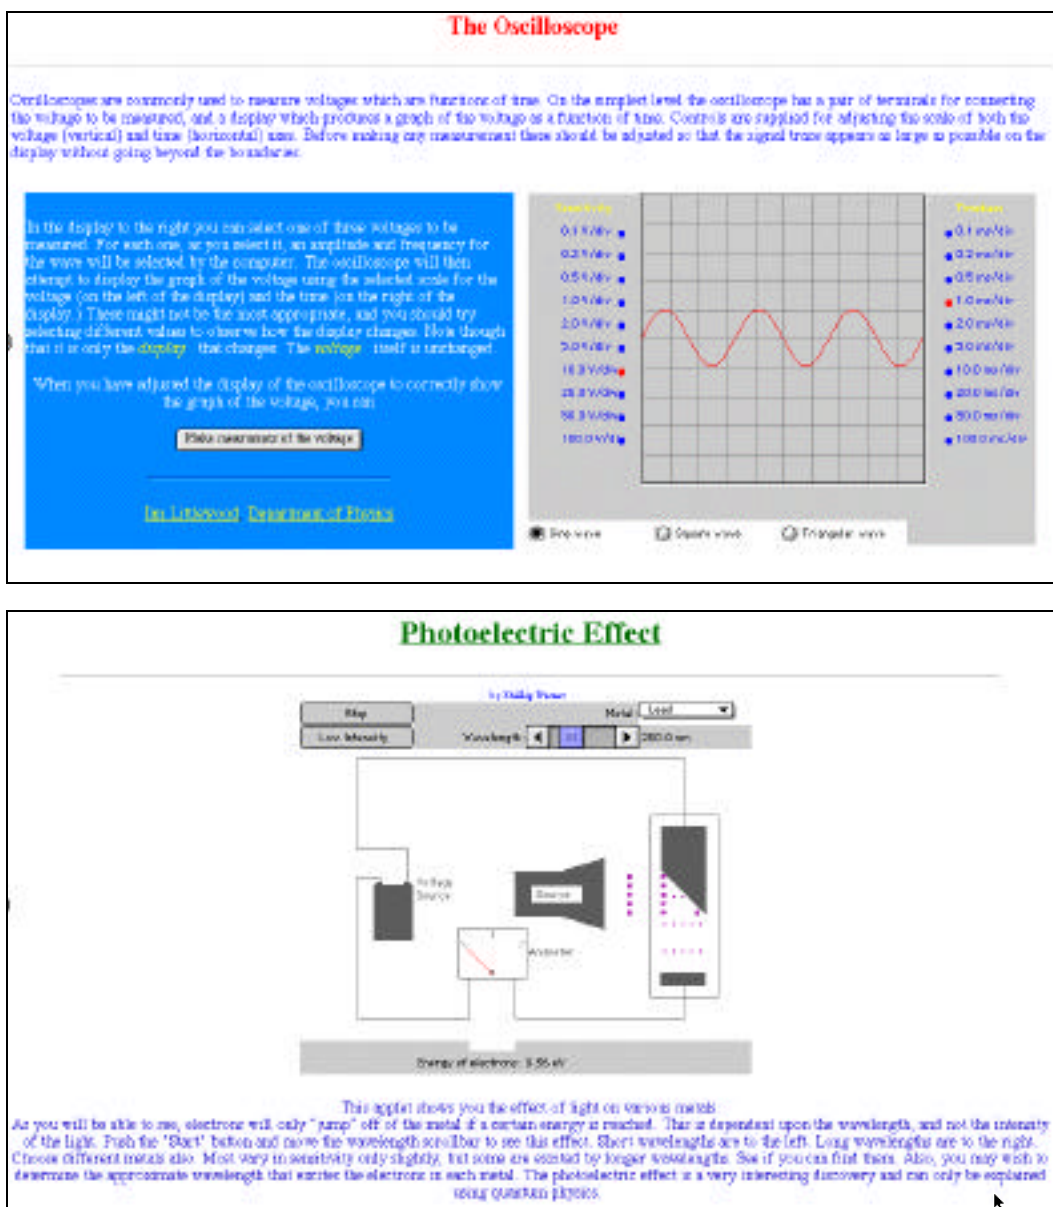 The Oscilloscope
Oscilloscopes are commonly used to measure voltages which are functions of time. On the simplest level the oscilloscope has a pair of terminals for connecting
the voltage to be measured, and a display which produces a graph of the voltage as a function of time. Controls are supplied for adjusting the scale of both the
voltage (vertical) and time (horizontal) axes. Before making any measurement these should be adjusted so that the signal trace appears as large as possible on the
display without going beyond the boundaries.
In the display to the right you can select one of three voltages to be
measured. For each one, as you select it, an amplitude and frequency for
the wave will be selected by the computer. The oscilloscope will then
attempt to display the graph of the voltage using the selected scale for the
voltage (on the left of the display) and the time (on the right of the
display.) These might not be the most appropriate, and you should try
selecting different values to observe how the display changes. Note though
that it is only the display that changes. The voltage itself is unchanged.
When you have adjusted the display of the oscilloscope to correctly show
the graph of the voltage, you can
Make measurements of the voltage
Ian Littlewood, Department of Physics
0.1 V/div
0.2 V/div
0.5 V/div
1.0 V/div
2.0 V/div
5.0 V/div
10.0 V/div
20.0 V/div
50.0 V/div
100.0 V/d
0.1 ms/div
0.2 ms/div
0.5 ms/div
1.0 ms/div
2.0 ms/div
5.0 ms/div
10.0 ms/div
20.0 ms/div
50.0 ms/div
100.0 ms/div
Sine wave Square wave Triangular wave
Photoelectric Effect
by
Stop
Metal: Lead
Low Intensity
Wavelength:
nm
Voltage
Source
Source
Ammeter
Energy of electrons: eV
This applet shows you the effect of light on various metals
As you will be able to see, electrons will only "jump" off of the metal if a certain energy is reached. This is dependent upon the wavelength, and not the intensity
of the light. Push the "Start" button and move the wavelength scrollbar to see this effect. Short wavelengths are to the left. Long wavelengths are to the right.
Choose different metals also. Most vary in sensitivity only slightly, but some are excited by longer wavelengths. See if you can find them. Also, you may wish to
determine the approximate wavelength that excites the electrons in each metal. The photoelectric effect is a very interesting discovery and can only be explained
using quantum physics.